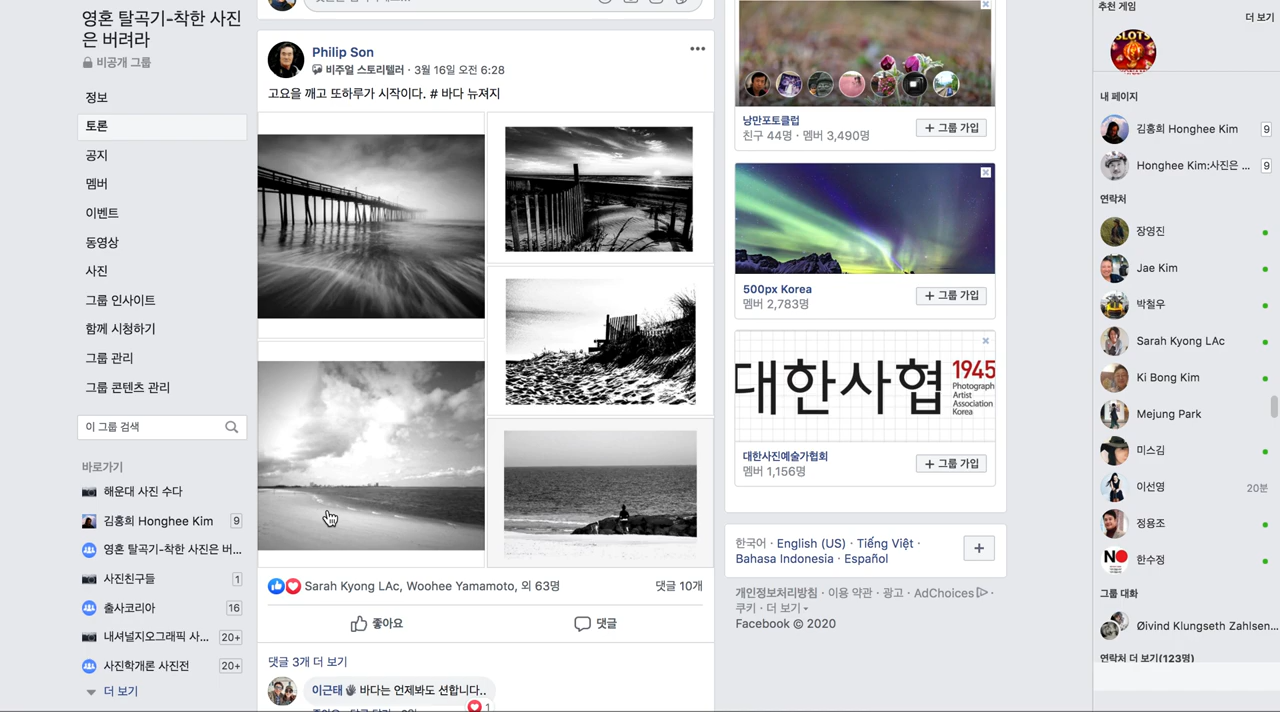 영혼 탈곡기-착한 사진
은 버려라
비공개 그룹
정보
토론
공지
멤버
이벤트
동영상
사진
그룹 인사이트
함께 시청하기
그룹 관리
그룹 콘텐츠 관리
이 그룹 검색
바로가기
해운대 사진 수다
김홍희 Honghee Kim 9
영혼 탈곡기-착한 사진은 버...
사진친구들 1
출사코리아 16
내셔널지오그래픽 사... 20+
사진학개론 사진전 20+
더 보기
Philip Son
비주얼 스토리텔러 · 3월 16일 오전 6:28
고요을 깨고 또하루가 시작이다. # 바다 뉴져지
Sarah Kyong LAc, Woohee Yamamoto, 외 63명
댓글 10개
좋아요
댓글
댓글 3개 더 보기
이근태 바다는 언제봐도 션합니다..
1
낭만포토클럽
친구 44명 · 멤버 3,490명
+ 그룹 가입
500px Korea
멤버 2,783명
+ 그룹 가입
대한사협
1945
Photograph
Artist
Association
Korea
대한사진예술가협회
멤버 1,156명
+ 그룹 가입
한국어 · English (US) · Tiếng Việt ·
Bahasa Indonesia · Español
+
개인정보처리방침 · 이용 약관 · 광고 · AdChoices ·
쿠키 · 더 보기
Facebook © 2020
추천 게임
더 보기
SLOTS
내 페이지
김홍희 Honghee Kim 9
Honghee Kim:사진은 ... 9
연락처
장영진
Jae Kim
박철우
Sarah Kyong LAc
Ki Bong Kim
Mejung Park
미스김
이선영 20분
정용조
NO
한수정
그룹 대화
Øivind Klungseth Zahlsen...
연락처 더 보기(123명)